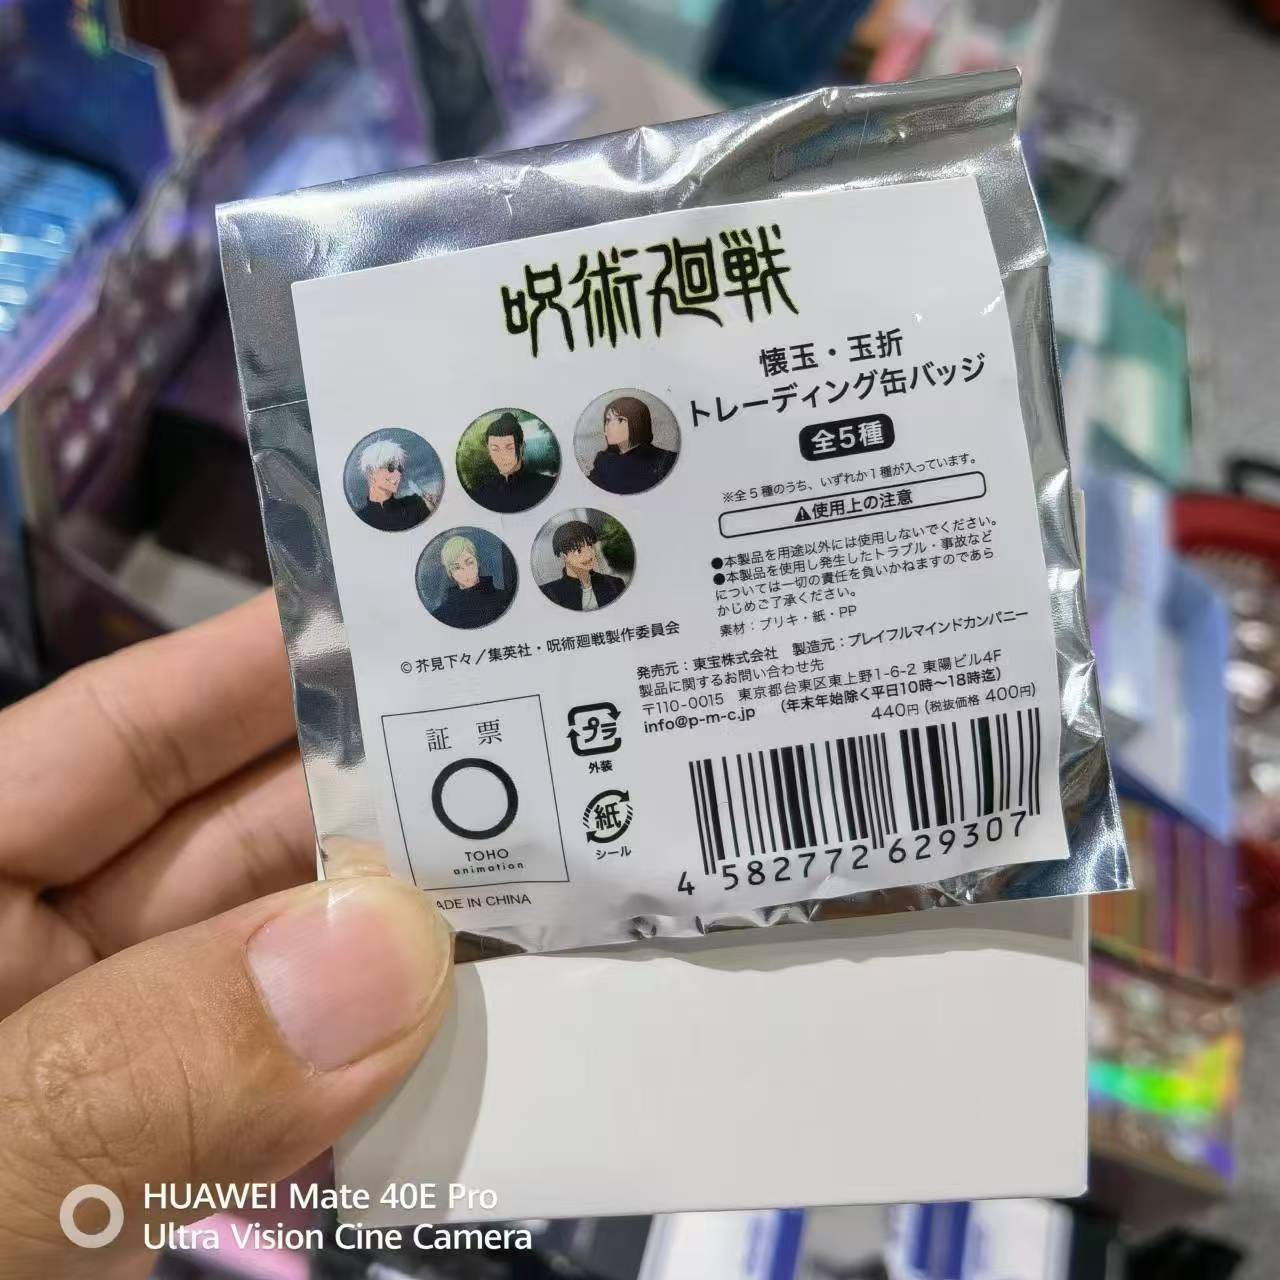 呪術廻戦
懐玉・玉折
トレーディング缶バッジ
全5種
※全5種のうち、いずれか1種が入っています。
⚠使用上の注意
●本製品を用途以外には使用しないでください。
●本製品を使用し発生したトラブル・事故など
については一切の責任を負いかねますのであら
かじめご了承ください。
素材：ブリキ・紙・PP
©芥見下々／集英社・呪術廻戦製作委員会
発売元：東宝株式会社　製造元：プレイフルマインドカンパニー
製品に関するお問い合わせ先
〒110-0015　東京都台東区東上野1-6-2 東陽ビル4F
info@p-m-c.jp　（年末年始除く平日10時～18時迄）
440円（税抜価格 400円）
証票
TOHO
animation
ADE IN CHINA
プラ
外装
紙
シール
4 582772 629307
HUAWEI Mate 40E Pro
Ultra Vision Cine Camera